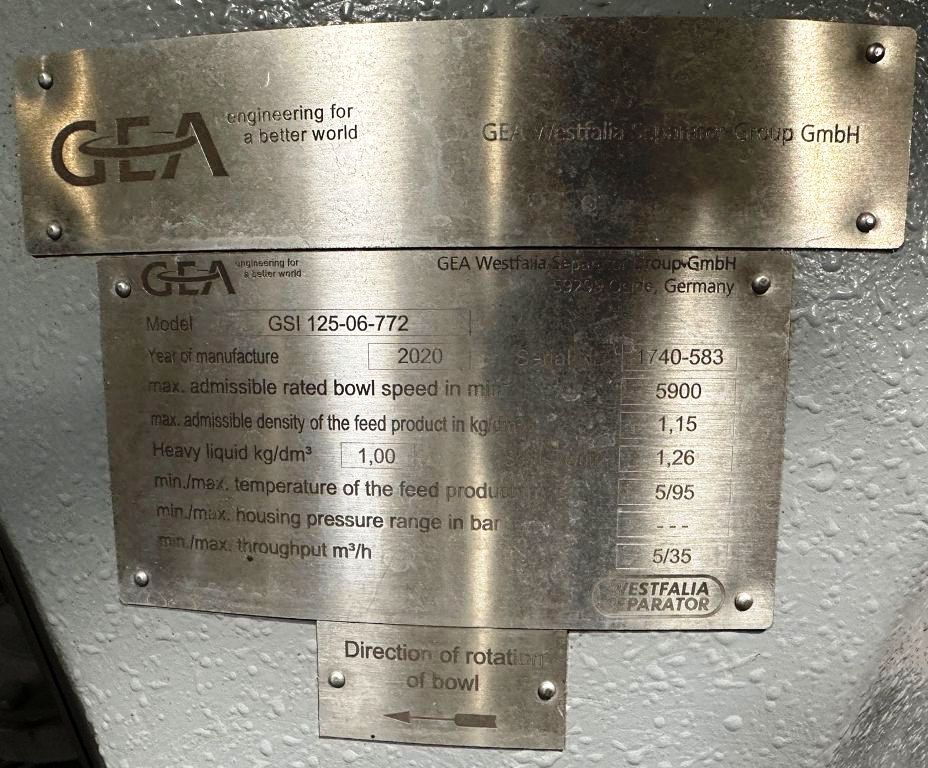 GEA engineering for
a better world
GEA Westfalia Separator Group GmbH
GEA engineering for
a better world
GEA Westfalia Separator Group GmbH
Germany
Model GSI 125-06-772
Year of manufacture 2020 Serial 1740-583
max. admissible rated bowl speed in 5900
max. admissible density of the feed product in 1,15
Heavy liquid kg/dm³ 1,00 1,26
min./max. temperature of the feed product 5/95
min./max. housing pressure range in bar ---
min./max. throughput m³/h 5/35
WESTFALIA
SEPARATOR
Direction of rotation
of bowl